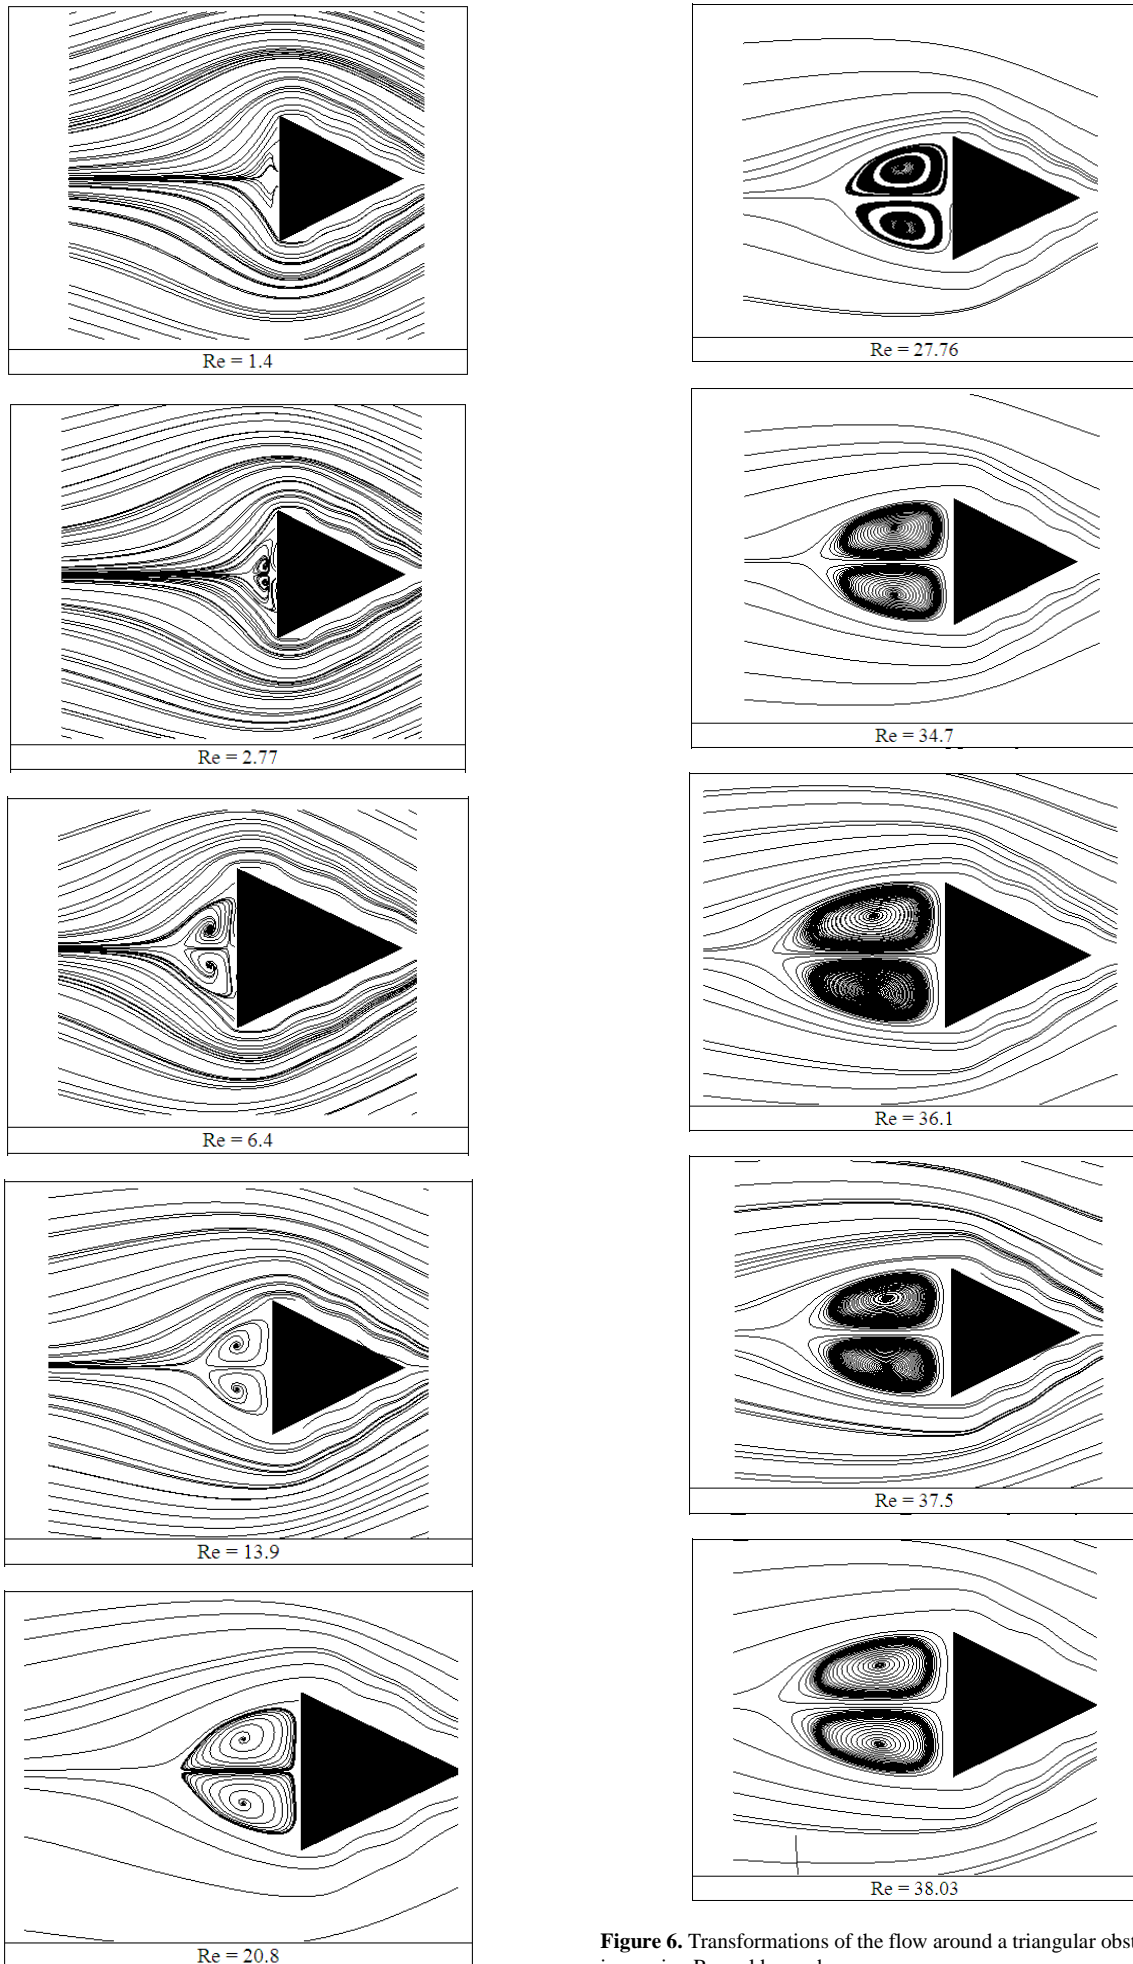 Re = 1.4
Re = 2.77
Re = 6.4
Re = 13.9
Re = 20.8
Re = 27.76
Re = 34.7
Re = 36.1
Re = 37.5
Re = 38.03
Figure 6. Transformations of the flow around a triangular obst